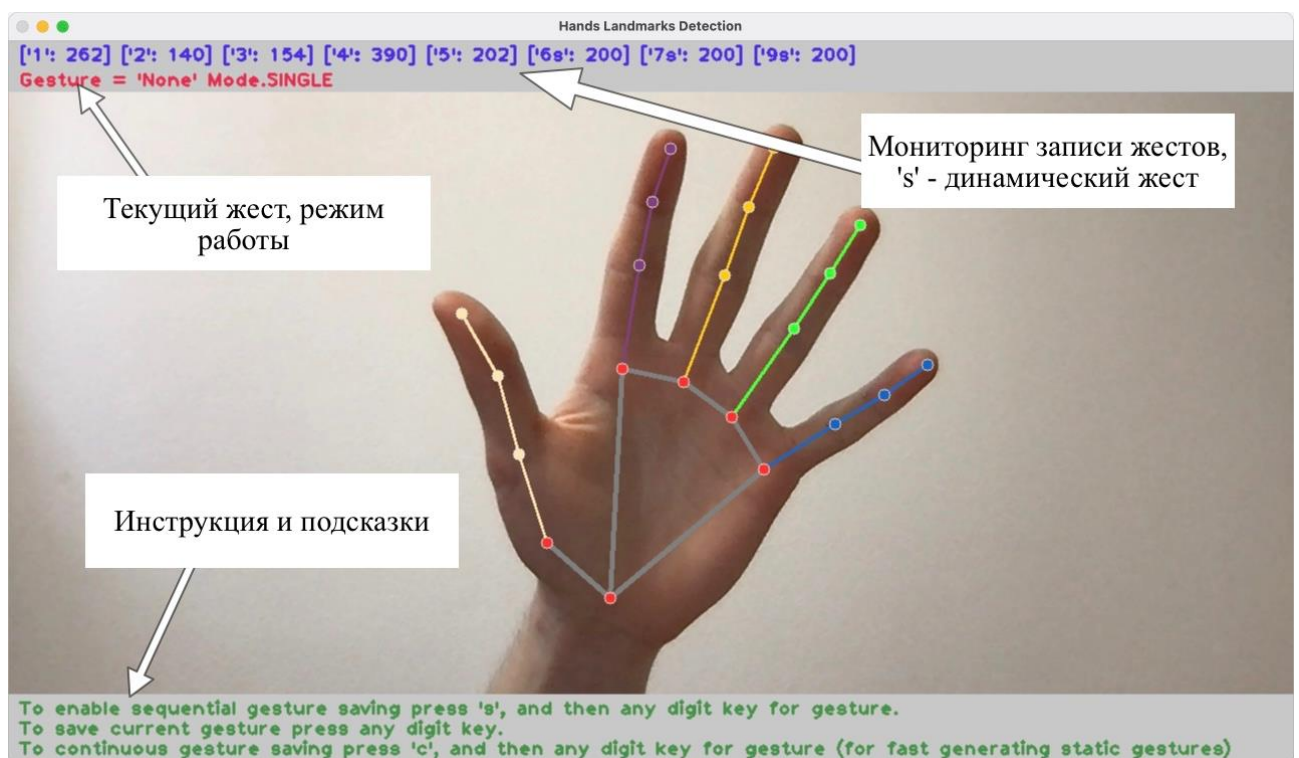 Hands Landmarks Detection
['1': 262] ['2': 140] ['3': 154] ['4': 390] ['5': 202] ['6s': 200] ['7s': 200] ['9s': 200]
Gesture = 'None' Mode.SINGLE
Мониторинг записи жестов,
's' - динамический жест
Текущий жест, режим
работы
Инструкция и подсказки
To enable sequential gesture saving press 's', and then any digit key for gesture.
To save current gesture press any digit key.
To continuous gesture saving press 'c', and then any digit key for gesture (for fast generating static gestures)